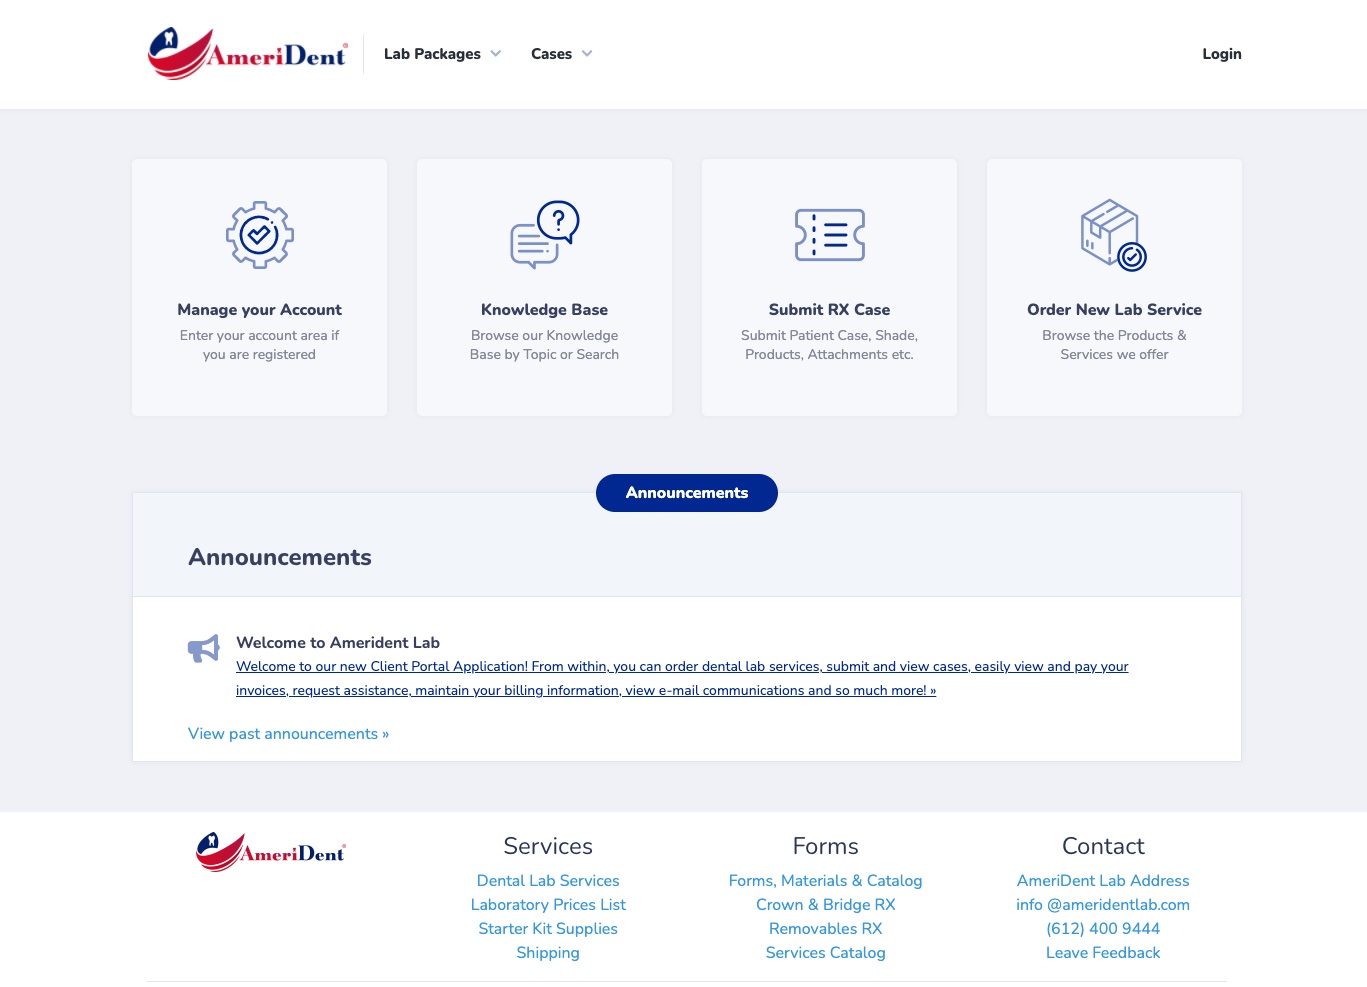 AmeriDent®
Lab Packages
Cases
Login
Manage your Account
Enter your account area if
you are registered
Knowledge Base
Browse our Knowledge
Base by Topic or Search
Submit RX Case
Submit Patient Case, Shade,
Products, Attachments etc.
Order New Lab Service
Browse the Products &
Services we offer
Announcements
Announcements
Welcome to Amerident Lab
Welcome to our new Client Portal Application! From within, you can order dental lab services, submit and view cases, easily view and pay your
invoices, request assistance, maintain your billing information, view e-mail communications and so much more! »
View past announcements »
AmeriDent®
Services
Dental Lab Services
Laboratory Prices List
Starter Kit Supplies
Shipping
Forms
Forms, Materials & Catalog
Crown & Bridge RX
Removables RX
Services Catalog
Contact
AmeriDent Lab Address
info @ameridentlab.com
(612) 400 9444
Leave Feedback